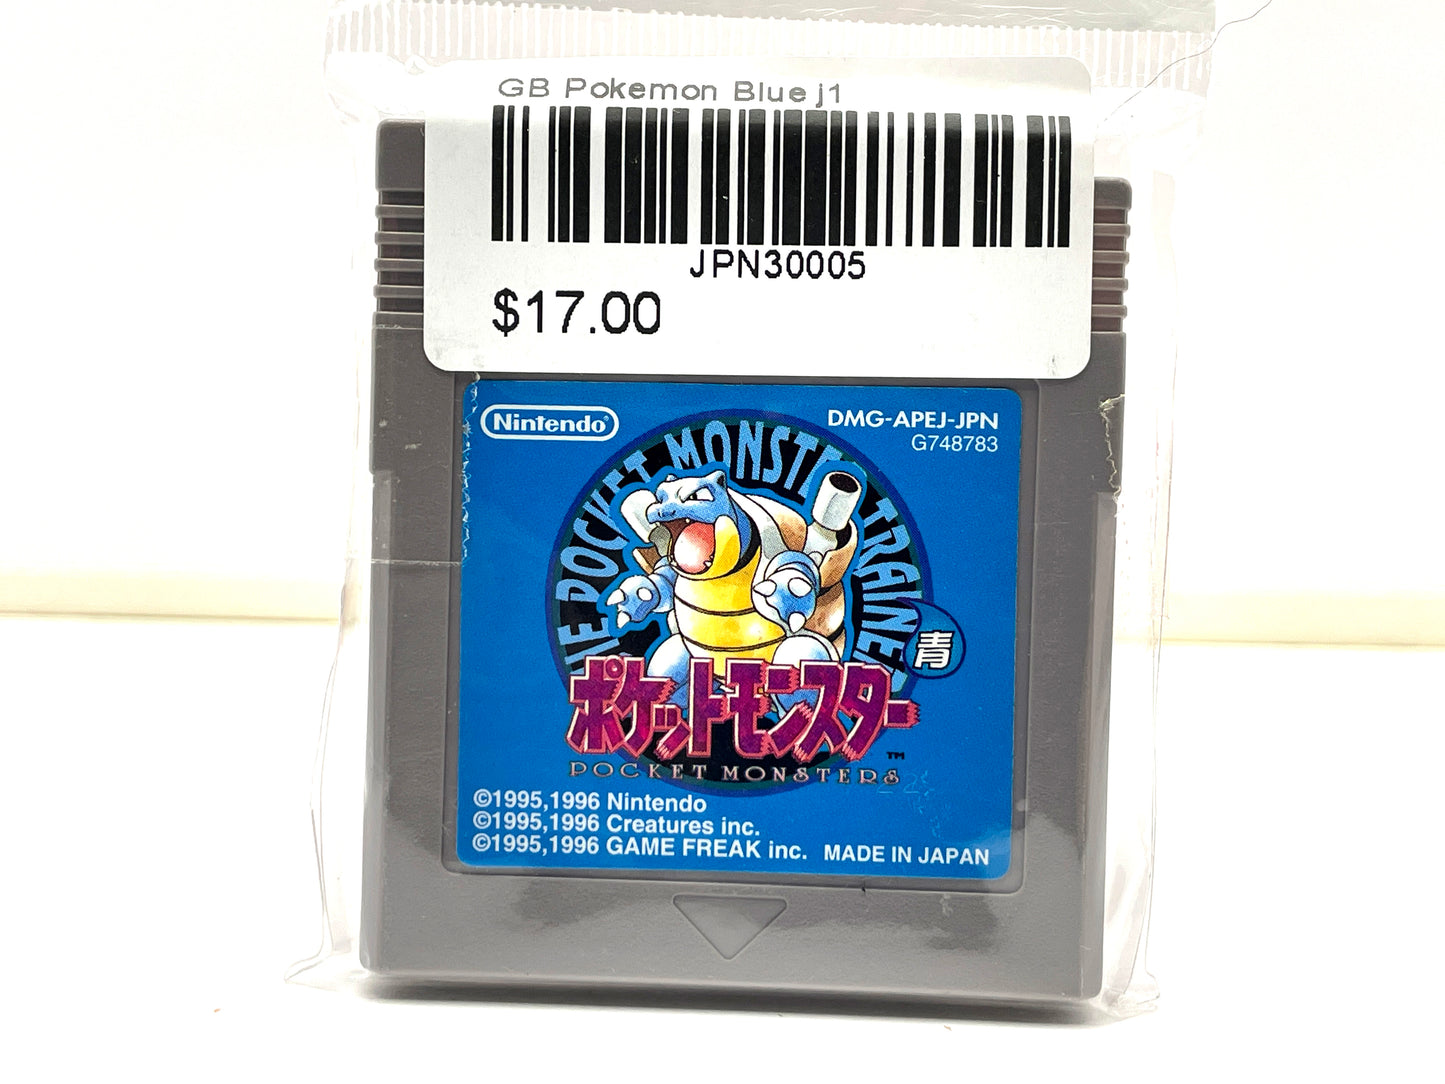 GB Pokemon Blue j1
JPN30005
$17.00
Nintendo®
DMG-APEJ-JPN
G748783
POCKET MONSTER TRAINER
青
ポケットモンスター
TM
POCKET MONSTERS
©1995,1996 Nintendo
©1995,1996 Creatures inc.
©1995,1996 GAME FREAK inc. MADE IN JAPAN